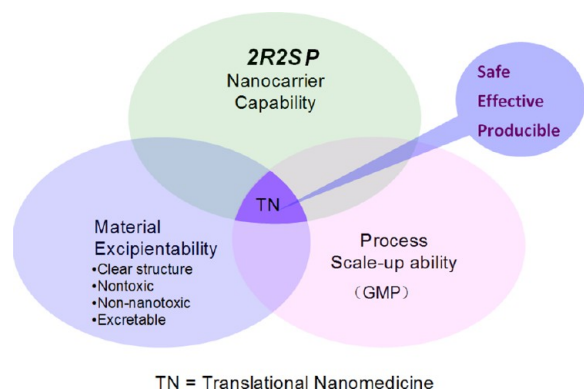 2R2SP
Nanocarrier
Capability
Safe
Effective
Producible
TN
Material
Excipientability
•Clear structure
•Nontoxic
•Non-nanotoxic
•Excretable
Process
Scale-up ability
（GMP）
TN = Translational Nanomedicine